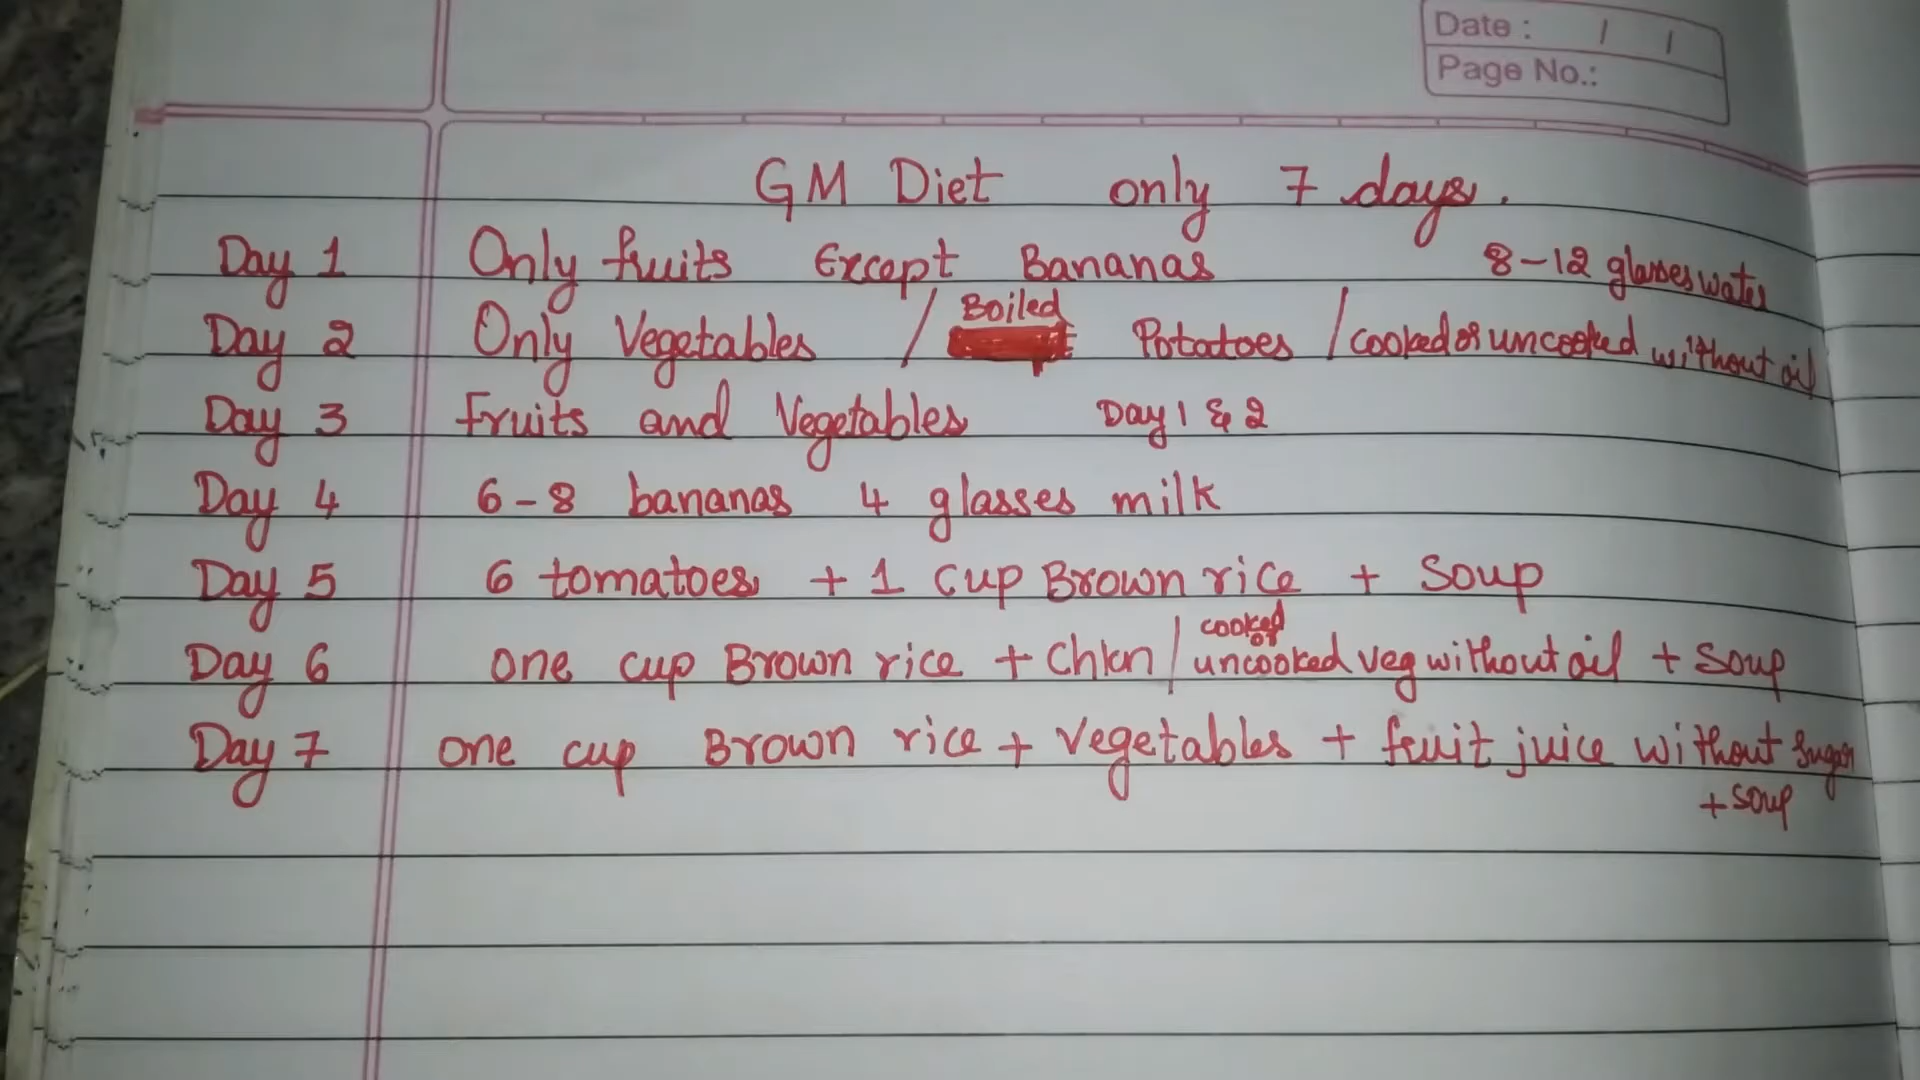 Date : / /
Page No.:
GM Diet only 7 days.
Day 1 Only fruits Except Bananas 8-12 glasses water
Day 2 Only Vegetables / Boiled Potatoes / cooked or uncooked without oil
Day 3 Fruits and Vegetables Day 1 & 2
Day 4 6-8 bananas 4 glasses milk
Day 5 6 tomatoes + 1 cup Brown rice + Soup
Day 6 one cup Brown rice + Chkn / cooked or uncooked veg without oil + Soup
Day 7 one cup Brown rice + Vegetables + fruit juice without sugar
+ soup